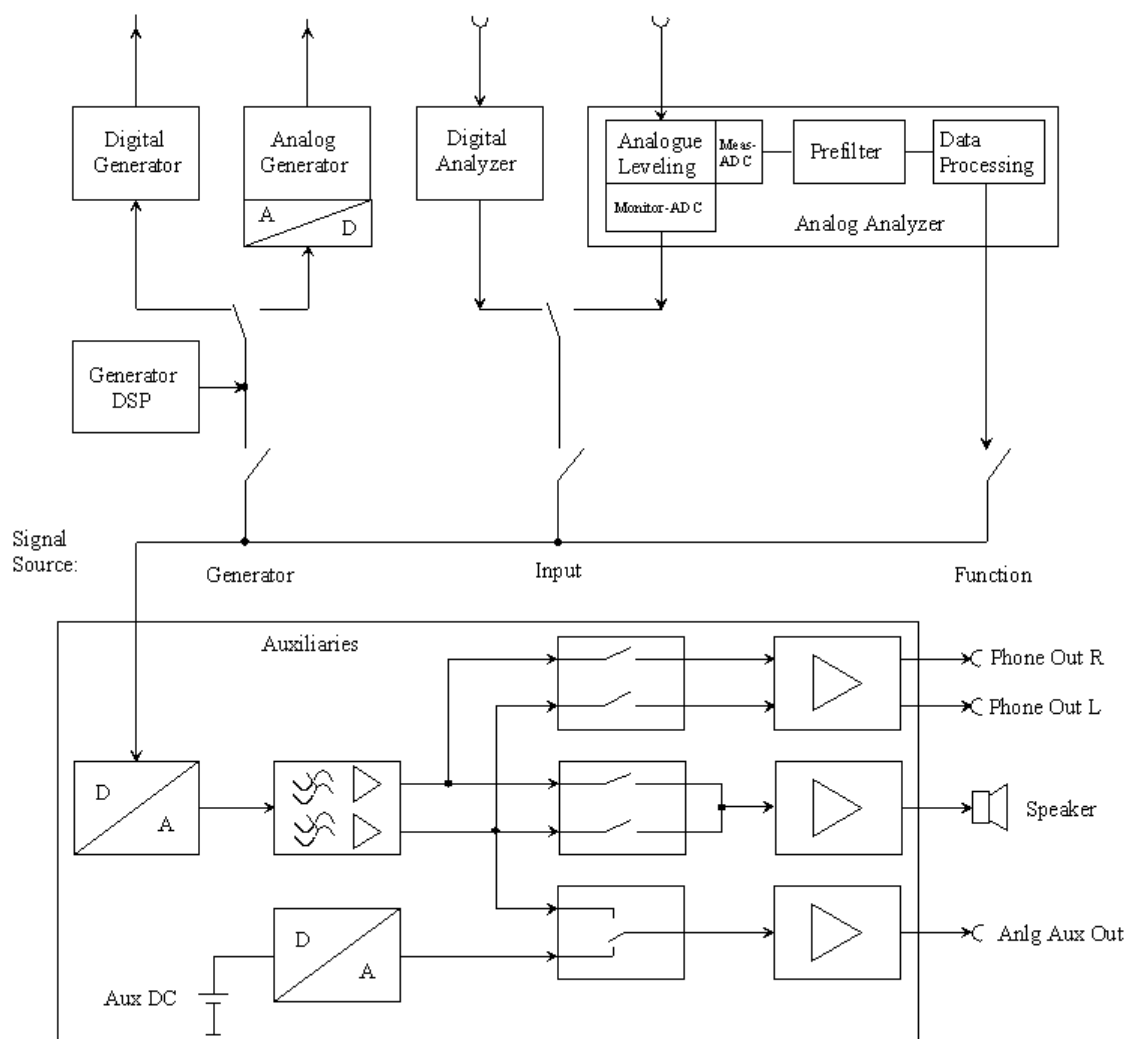 Digital
Generator
Analog
Generator
A
D
Digital
Analyzer
Analogue
Leveling
Meas-
ADC
Monitor-ADC
Prefilter
Data
Processing
Analog Analyzer
Generator
DSP
Signal
Source:
Generator
Input
Function
Auxiliaries
D
A
Phone Out R
Phone Out L
Speaker
D
A
Aux DC
Anlg Aux Out